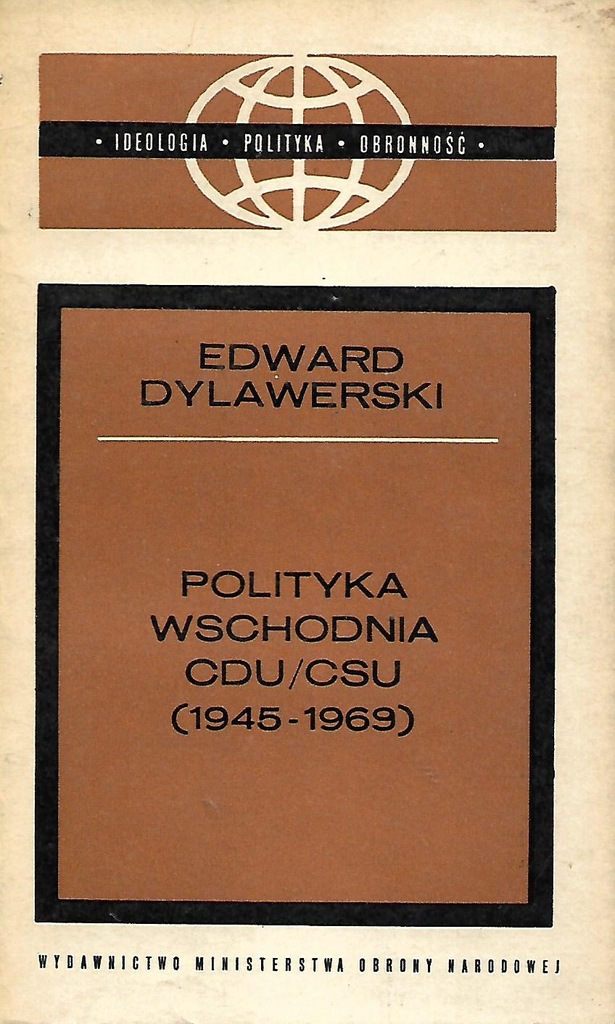 • IDEOLOGIA • POLITYKA • OBRONNOŚĆ •
EDWARD
DYLAWERSKI
POLITYKA
WSCHODNIA
CDU/CSU
(1945-1969)
WYDAWNICTWO MINISTERSTWA OBRONY NARODOWEJ